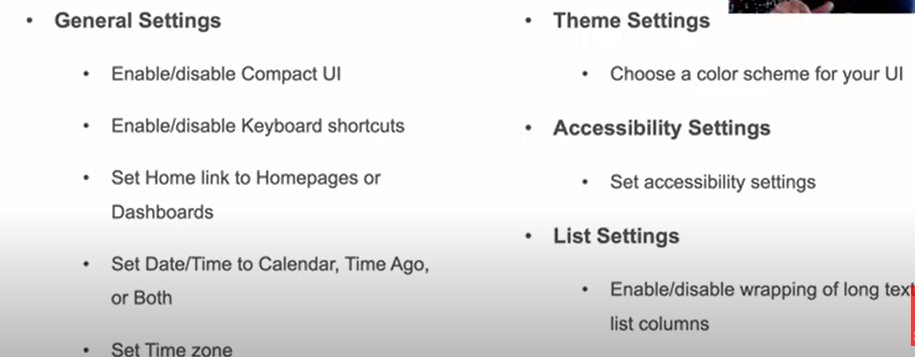 General Settings
Enable/disable Compact UI
Enable/disable Keyboard shortcuts
Set Home link to Homepages or
Dashboards
Set Date/Time to Calendar, Time Ago,
or Both
Set Time zone
Theme Settings
Choose a color scheme for your UI
Accessibility Settings
Set accessibility settings
List Settings
Enable/disable wrapping of long text
list columns